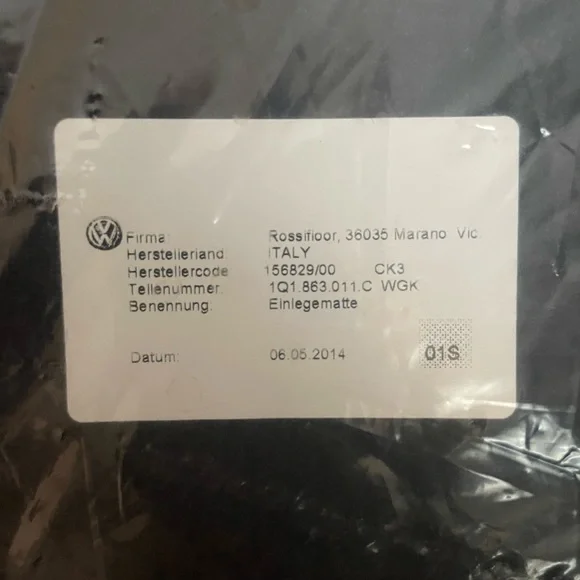 VW
Firma: Rossifloor, 36035 Marano Vic.
Herstellerland ITALY
Herstellercode 156829/00 CK3
Teilenummer: 1Q1.863.011.C WGK
Benennung: Einlegematte
Datum: 06.05.2014
01S